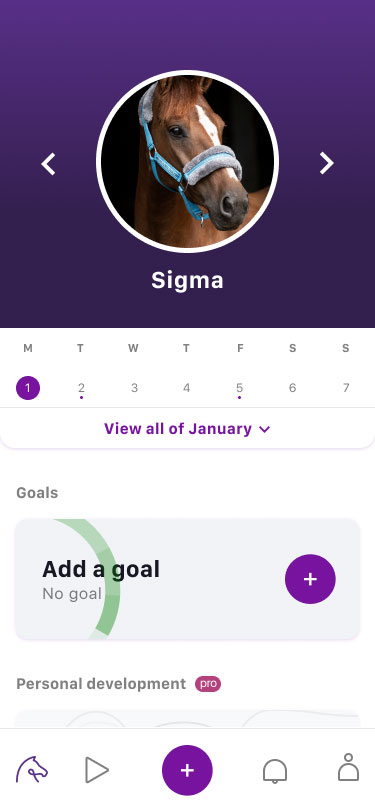 Sigma
M T W T F S S
1 2 3 4 5 6 7
View all of January
Goals
Add a goal
No goal
Personal development pro